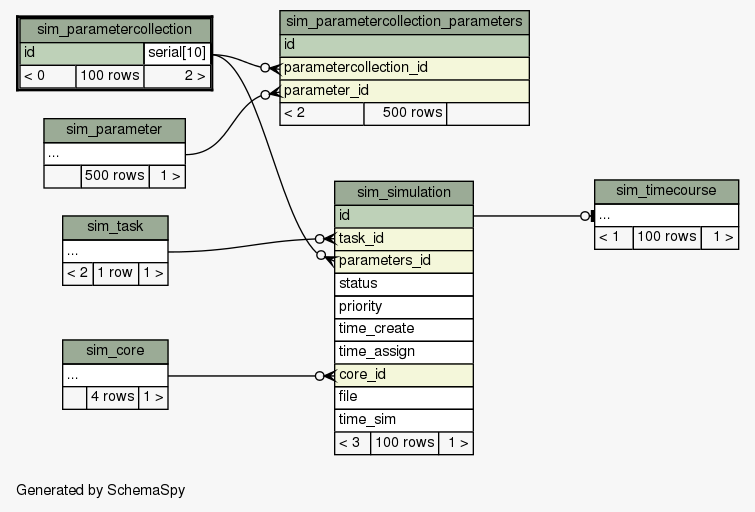 sim_parametercollection
id serial[10]
< 0 100 rows 2 >
sim_parametercollection_parameters
id
parametercollection_id
parameter_id
< 2 500 rows
sim_parameter
...
500 rows 1 >
sim_task
...
< 2 1 row 1 >
sim_core
...
4 rows 1 >
sim_simulation
id
task_id
parameters_id
status
priority
time_create
time_assign
core_id
file
time_sim
< 3 100 rows 1 >
sim_timecourse
...
< 1 100 rows 1 >
Generated by SchemaSpy